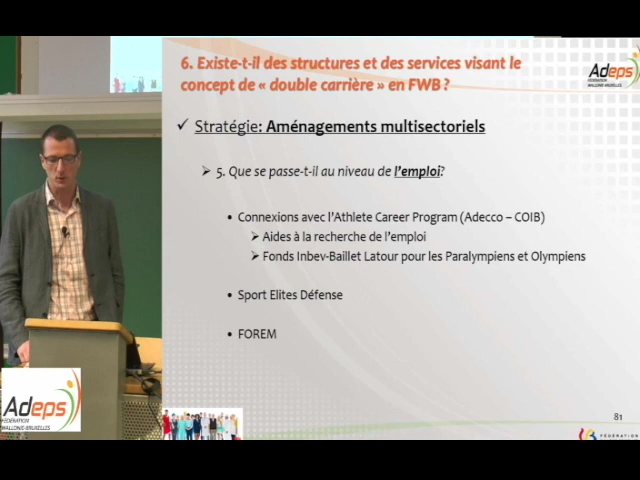 6. Existe-t-il des structures et des services visant le
concept de « double carrière » en FWB ?
Adeps
FÉDÉRATION
WALLONIE-BRUXELLES
✓ Stratégie: Aménagements multisectoriels
➢ 5. Que se passe-t-il au niveau de l'emploi?
• Connexions avec l'Athlete Career Program (Adecco – COIB)
➢ Aides à la recherche de l'emploi
➢ Fonds Inbev-Baillet Latour pour les Paralympiens et Olympiens
• Sport Elites Défense
• FOREM
Adeps
FÉDÉRATION
WALLONIE-BRUXELLES
81
FÉDÉRATION